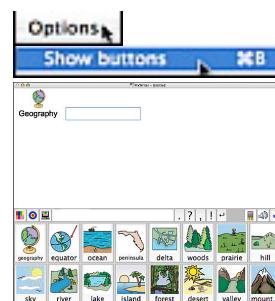 Options
Show buttons ⌘B
Geography
. ? , ! ↵
geography equator ocean peninsula delta woods prairie hill
sky river lake island forest desert valley mount.